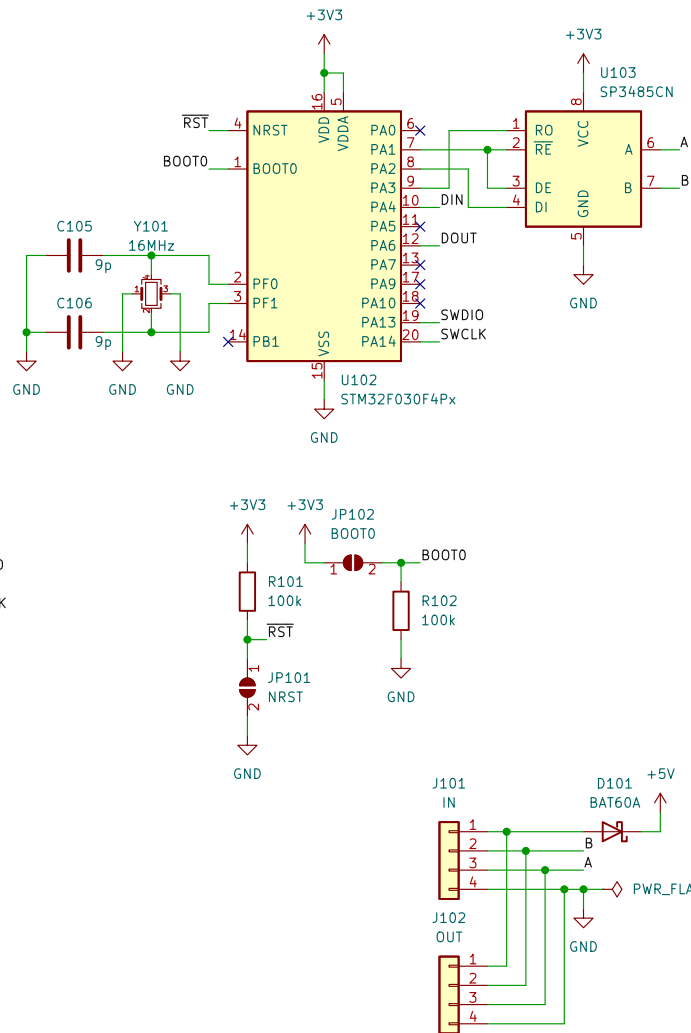 +3V3
+3V3
U103
SP3485CN
16
5
8
RST
4
NRST
VDD
VDDA
PA0
6
1
RO
VCC
BOOT0
1
BOOT0
PA1
7
2
RE
A
6
A
PA2
8
PA3
9
3
DE
B
7
B
PA4
10
DIN
4
DI
GND
C105
Y101
16MHz
PA5
11
PA6
12
DOUT
5
9p
PA7
13
2
PF0
PA9
17
4
1
3
2
GND
C106
3
PF1
PA10
18
9p
PA13
19
SWDIO
14
PB1
VSS
PA14
20
SWCLK
15
GND
GND
GND
U102
STM32F030F4Px
GND
+3V3
+3V3
JP102
BOOT0
1
2
BOOT0
R101
100k
R102
100k
K
RST
1
JP101
NRST
2
GND
GND
J101
IN
D101
BAT60A
+5V
1
2
B
3
A
4
PWR_FLA
J102
OUT
GND
1
2
3
4